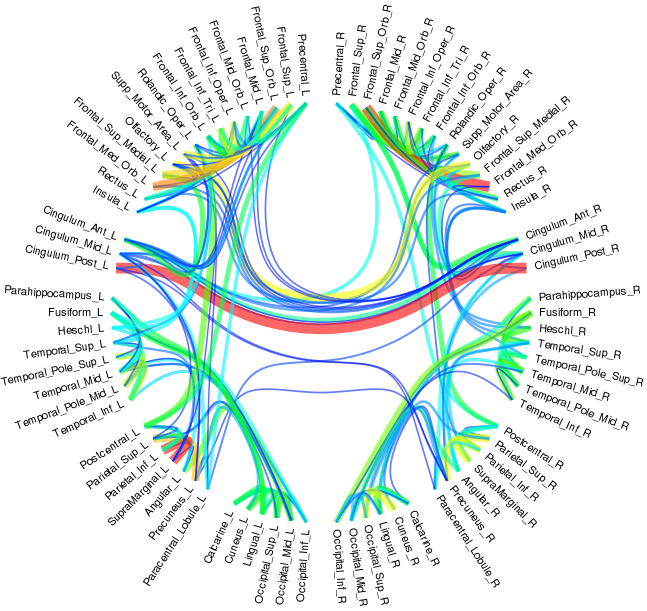 Precentral_L
Frontal_Sup_L
Frontal_Sup_Orb_L
Frontal_Mid_L
Frontal_Mid_Orb_L
Frontal_Inf_Oper_L
Frontal_Inf_Tri_L
Frontal_Inf_Orb_L
Rolandic_Oper_L
Supp_Motor_Area_L
Olfactory_L
Frontal_Sup_Medial_L
Frontal_Med_Orb_L
Rectus_L
Insula_L
Cingulum_Ant_L
Cingulum_Mid_L
Cingulum_Post_L
Parahippocampus_L
Fusiform_L
Heschl_L
Temporal_Sup_L
Temporal_Pole_Sup_L
Temporal_Mid_L
Temporal_Pole_Mid_L
Temporal_Inf_L
Postcentral_L
Parietal_Sup_L
Parietal_Inf_L
SupraMarginal_L
Angular_L
Precuneus_L
Paracentral_Lobule_L
Calcarine_L
Cuneus_L
Lingual_L
Occipital_Sup_L
Occipital_Mid_L
Occipital_Inf_L
Precentral_R
Frontal_Sup_R
Frontal_Sup_Orb_R
Frontal_Mid_R
Frontal_Mid_Orb_R
Frontal_Inf_Oper_R
Frontal_Inf_Tri_R
Frontal_Inf_Orb_R
Rolandic_Oper_R
Supp_Motor_Area_R
Olfactory_R
Frontal_Sup_Medial_R
Frontal_Med_Orb_R
Rectus_R
Insula_R
Cingulum_Ant_R
Cingulum_Mid_R
Cingulum_Post_R
Parahippocampus_R
Fusiform_R
Heschl_R
Temporal_Sup_R
Temporal_Pole_Sup_R
Temporal_Mid_R
Temporal_Pole_Mid_R
Temporal_Inf_R
Postcentral_R
Parietal_Sup_R
Parietal_Inf_R
SupraMarginal_R
Angular_R
Precuneus_R
Paracentral_Lobule_R
Calcarine_R
Cuneus_R
Lingual_R
Occipital_Sup_R
Occipital_Mid_R
Occipital_Inf_R